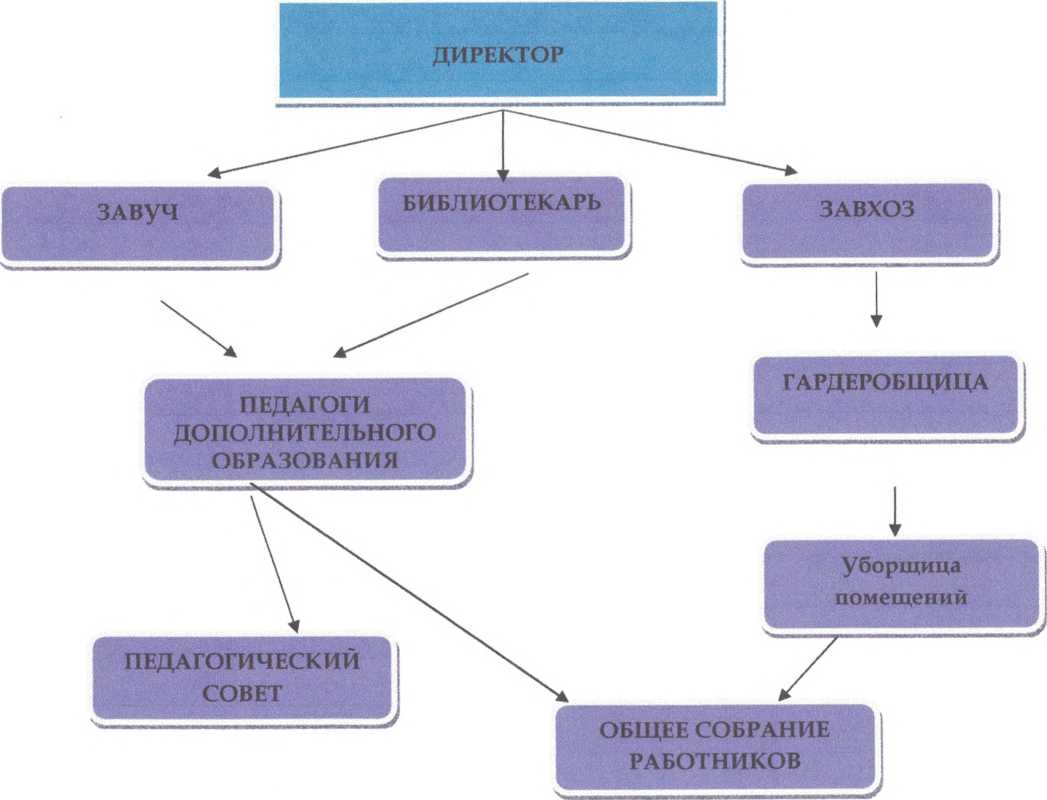 ДИРЕКТОР
ЗАВУЧ
БИБЛИОТЕКАРЬ
ЗАВХОЗ
ПЕДАГОГИ
ДОПОЛНИТЕЛЬНОГО
ОБРАЗОВАНИЯ
ГАРДЕРОБЩИЦА
Уборщица
помещений
ПЕДАГОГИЧЕСКИЙ
СОВЕТ
ОБЩЕЕ СОБРАНИЕ
РАБОТНИКОВ